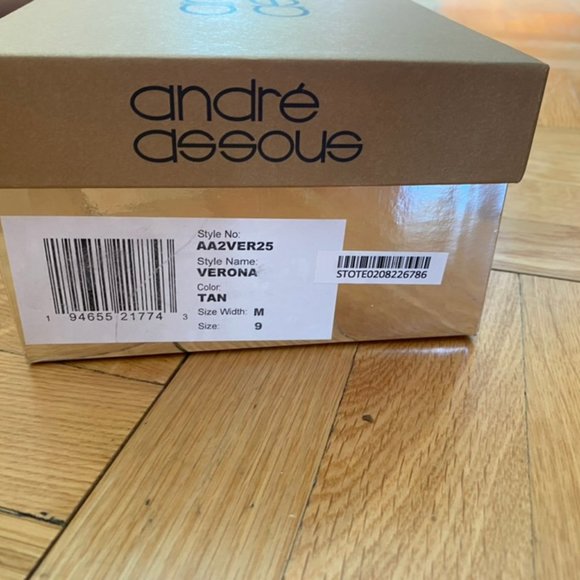 andré
assous
Style No:
AA2VER25
Style Name:
VERONA
Color:
TAN
Size Width: M
Size: 9
1 94655 21774 3
STOTE0208226786